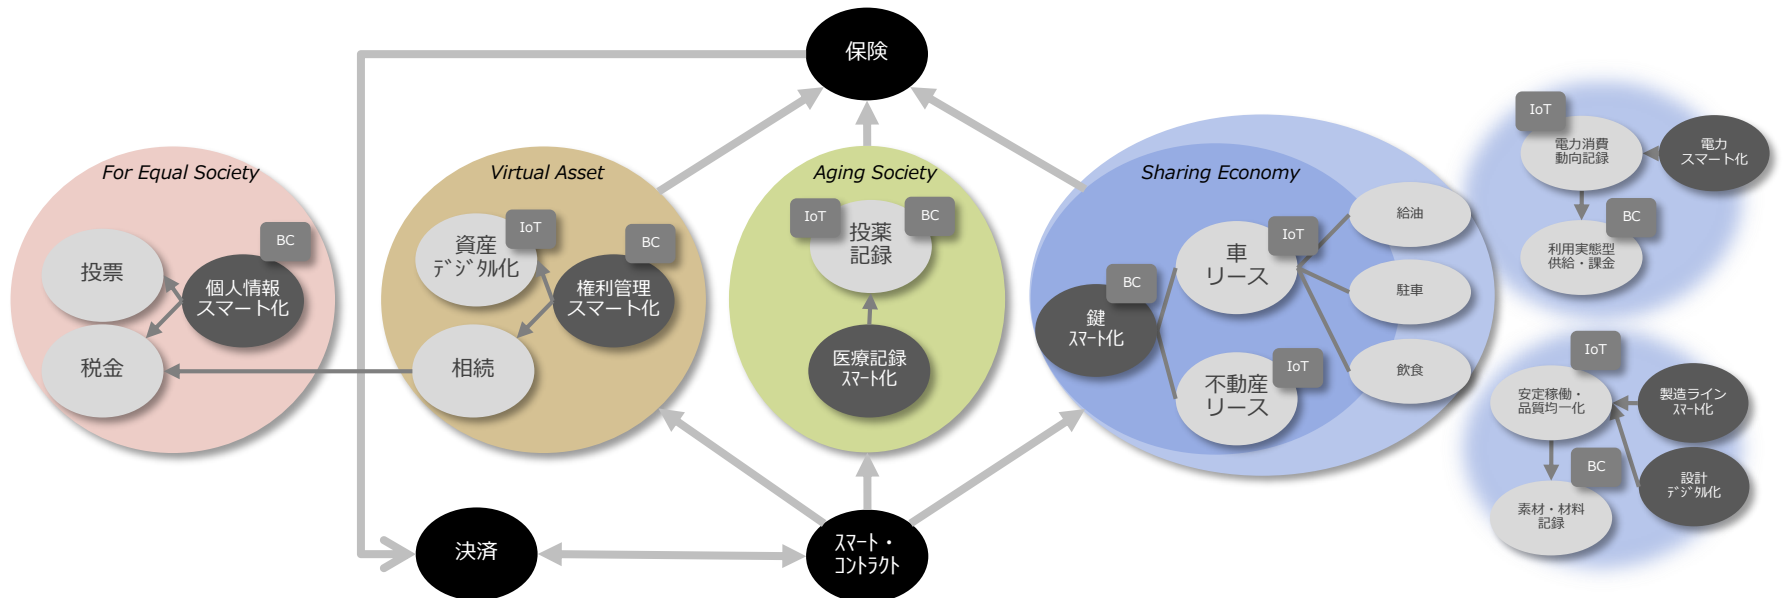 保険
For Equal Society
BC
投票
個人情報
スマート化
税金
Virtual Asset
IoT
BC
資産
ﾃﾞｼﾞﾀﾙ化
権利管理
スマート化
相続
Aging Society
IoT
BC
投薬
記録
医療記録
ｽﾏｰﾄ化
Sharing Economy
IoT
車
リース
BC
鍵
ｽﾏｰﾄ化
IoT
不動産
リース
給油
駐車
飲食
IoT
電力消費
動向記録
電力
スマート化
BC
利用実態型
供給・課金
IoT
安定稼働・
品質均一化
製造ライン
ｽﾏｰﾄ化
BC
設計
ﾃﾞｼﾞﾀﾙ化
素材・材料
記録
決済
ｽﾏｰﾄ・
ｺﾝﾄﾗｸﾄ